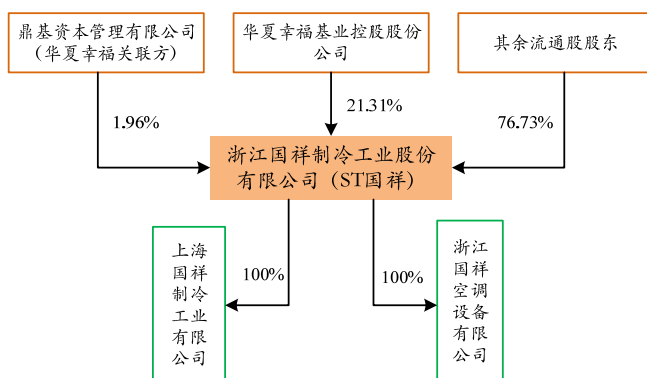 鼎基资本管理有限公司
（华夏幸福关联方）
华夏幸福基业控股股份
公司
其余流通股股东
1.96%
21.31%
76.73%
浙江国祥制冷工业股份
有限公司（ST国祥）
上海
国祥
制冷
工业
有限
公司
100%
100%
浙江
国祥
空调
设备
有限
公司